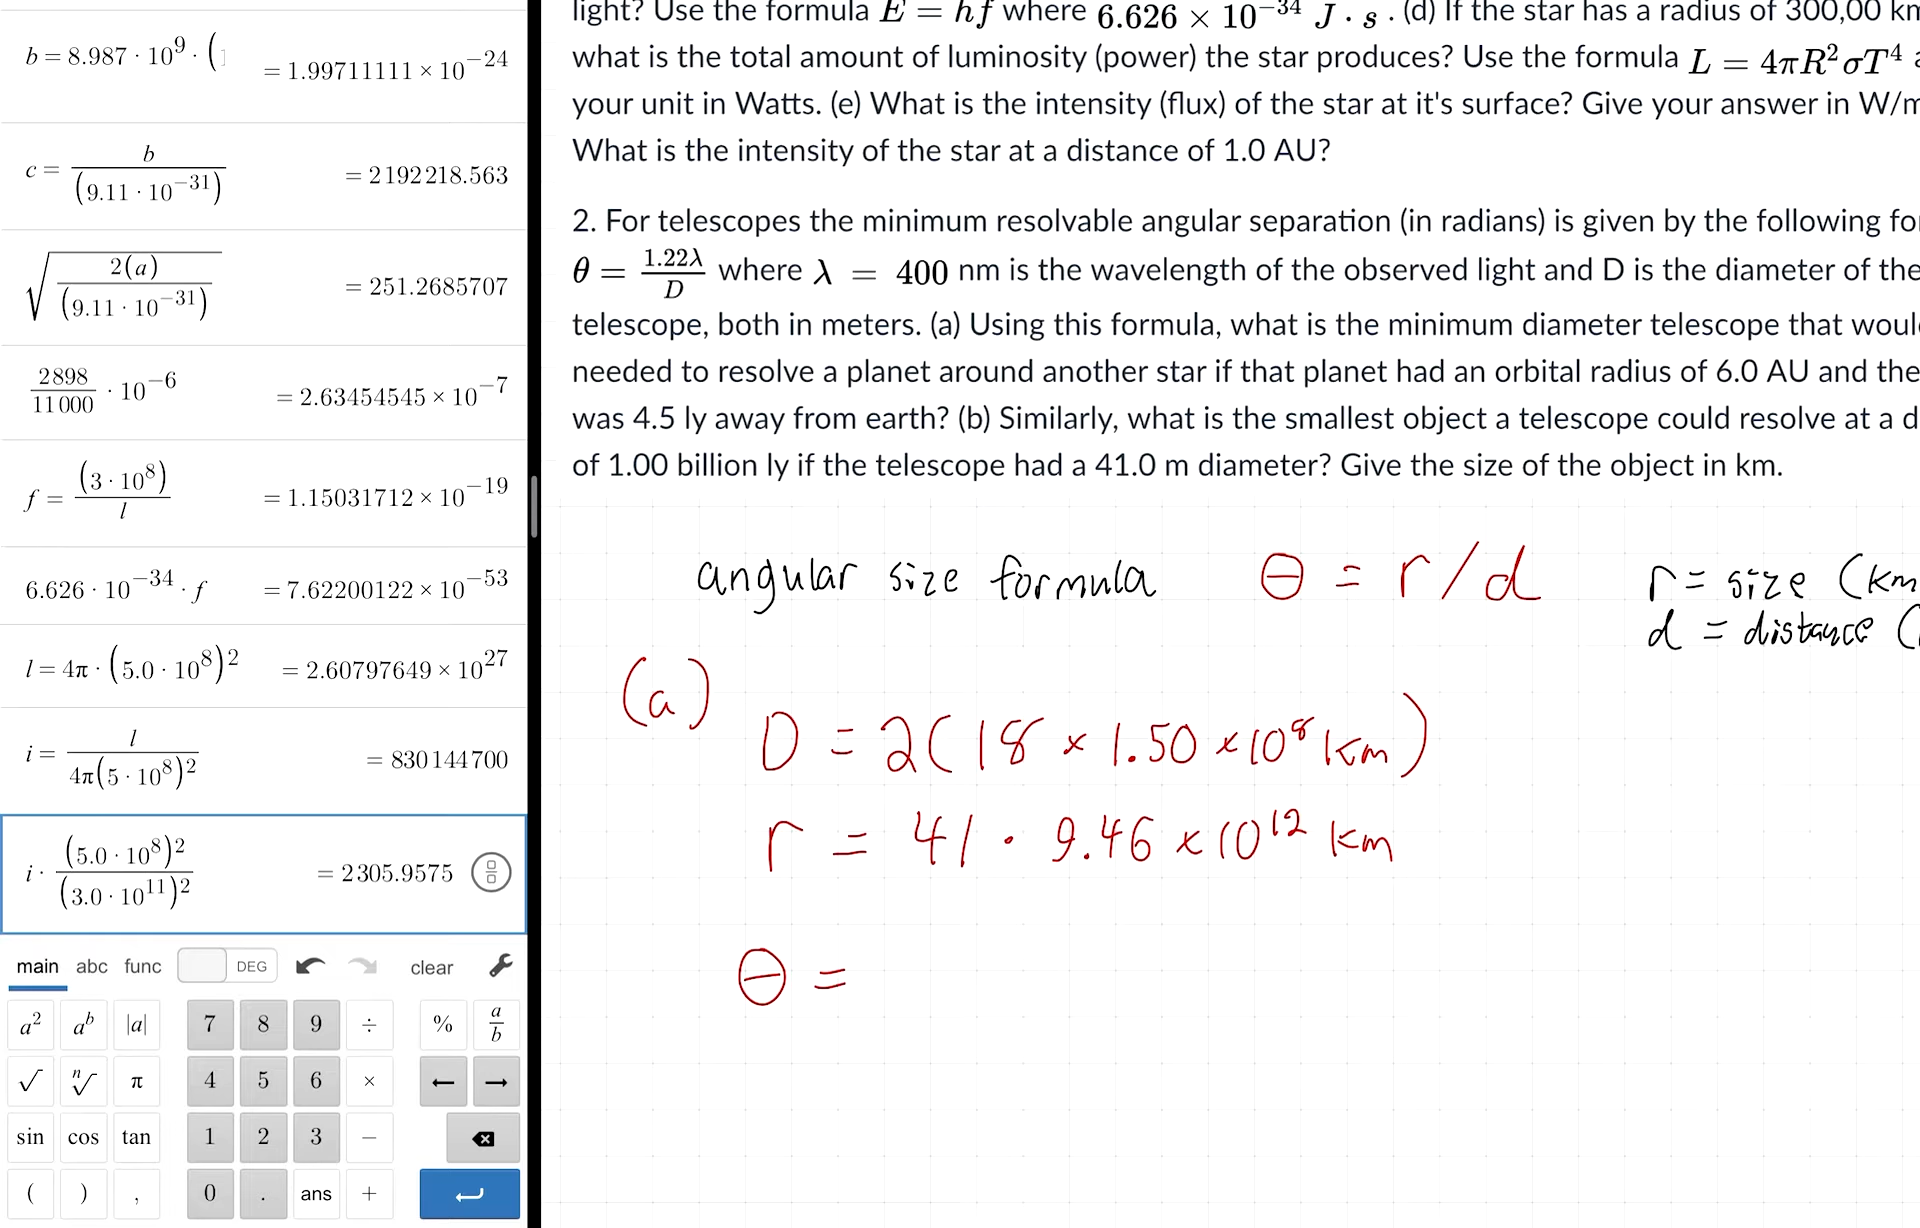 b = 8.987 · 10^9 · (1
= 1.99711111 × 10^−24
c = b / (9.11 · 10^−31)
= 2192218.563
√(2(a) / (9.11 · 10^−31))
= 251.2685707
2898 / 11000 · 10^−6
= 2.63454545 × 10^−7
f = (3 · 10^8) / l
= 1.15031712 × 10^−19
6.626 · 10^−34 · f
= 7.62200122 × 10^−53
l = 4π · (5.0 · 10^8)2
= 2.60797649 × 10^27
i = l / 4π(5 · 10^8)2
= 830144700
i · (5.0 · 10^8)2 / (3.0 · 10^11)2
= 2305.9575
main abc func DEG clear
a^2 a^b |a| 7 8 9 ÷ % a/b
√ n√ π 4 5 6 × ← →
sin cos tan 1 2 3 −
( ) , 0 . ans +
light? Use the formula E = hf where 6.626 × 10^−34 J · s . (d) If the star has a radius of 300,00 km
what is the total amount of luminosity (power) the star produces? Use the formula L = 4πR^2σT^4
your unit in Watts. (e) What is the intensity (flux) of the star at it's surface? Give your answer in W/m
What is the intensity of the star at a distance of 1.0 AU?
2. For telescopes the minimum resolvable angular separation (in radians) is given by the following fo
θ = 1.22λ / D where λ = 400 nm is the wavelength of the observed light and D is the diameter of the
telescope, both in meters. (a) Using this formula, what is the minimum diameter telescope that woul
needed to resolve a planet around another star if that planet had an orbital radius of 6.0 AU and the
was 4.5 ly away from earth? (b) Similarly, what is the smallest object a telescope could resolve at a d
of 1.00 billion ly if the telescope had a 41.0 m diameter? Give the size of the object in km.
angular size formula θ = r/d r = size (km
d = distance (
(a)
D = 2(18 × 1.50 × 10^8 km)
r = 41 · 9.46 × 10^12 km
θ =